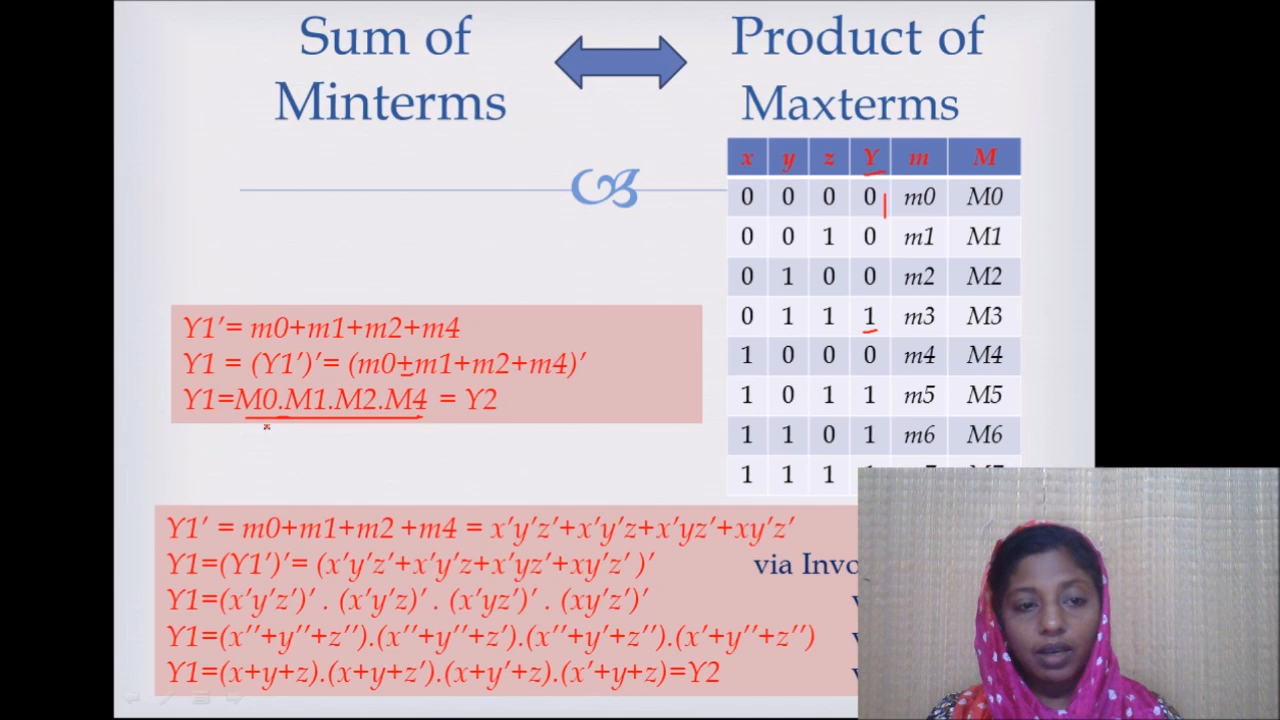 Sum of
Minterms
Product of
Maxterms
x y z Y m M
0 0 0 0 m0 M0
0 0 1 0 m1 M1
0 1 0 0 m2 M2
0 1 1 1 m3 M3
1 0 0 0 m4 M4
1 0 1 1 m5 M5
1 1 0 1 m6 M6
1 1 1
Y1'= m0+m1+m2+m4
Y1 = (Y1')'= (m0+m1+m2+m4)'
Y1=M0.M1.M2.M4 = Y2
Y1' = m0+m1+m2 +m4 = x'y'z'+x'y'z+x'yz'+xy'z'
Y1=(Y1')'= (x'y'z'+x'y'z+x'yz'+xy'z' )' via
Y1=(x'y'z')' . (x'y'z)' . (x'yz')' . (xy'z')'
Y1=(x''+y''+z'').(x''+y''+z').(x''+y'+z'').(x'+y''+z'')
Y1=(x+y+z).(x+y+z').(x+y'+z).(x'+y+z)=Y2